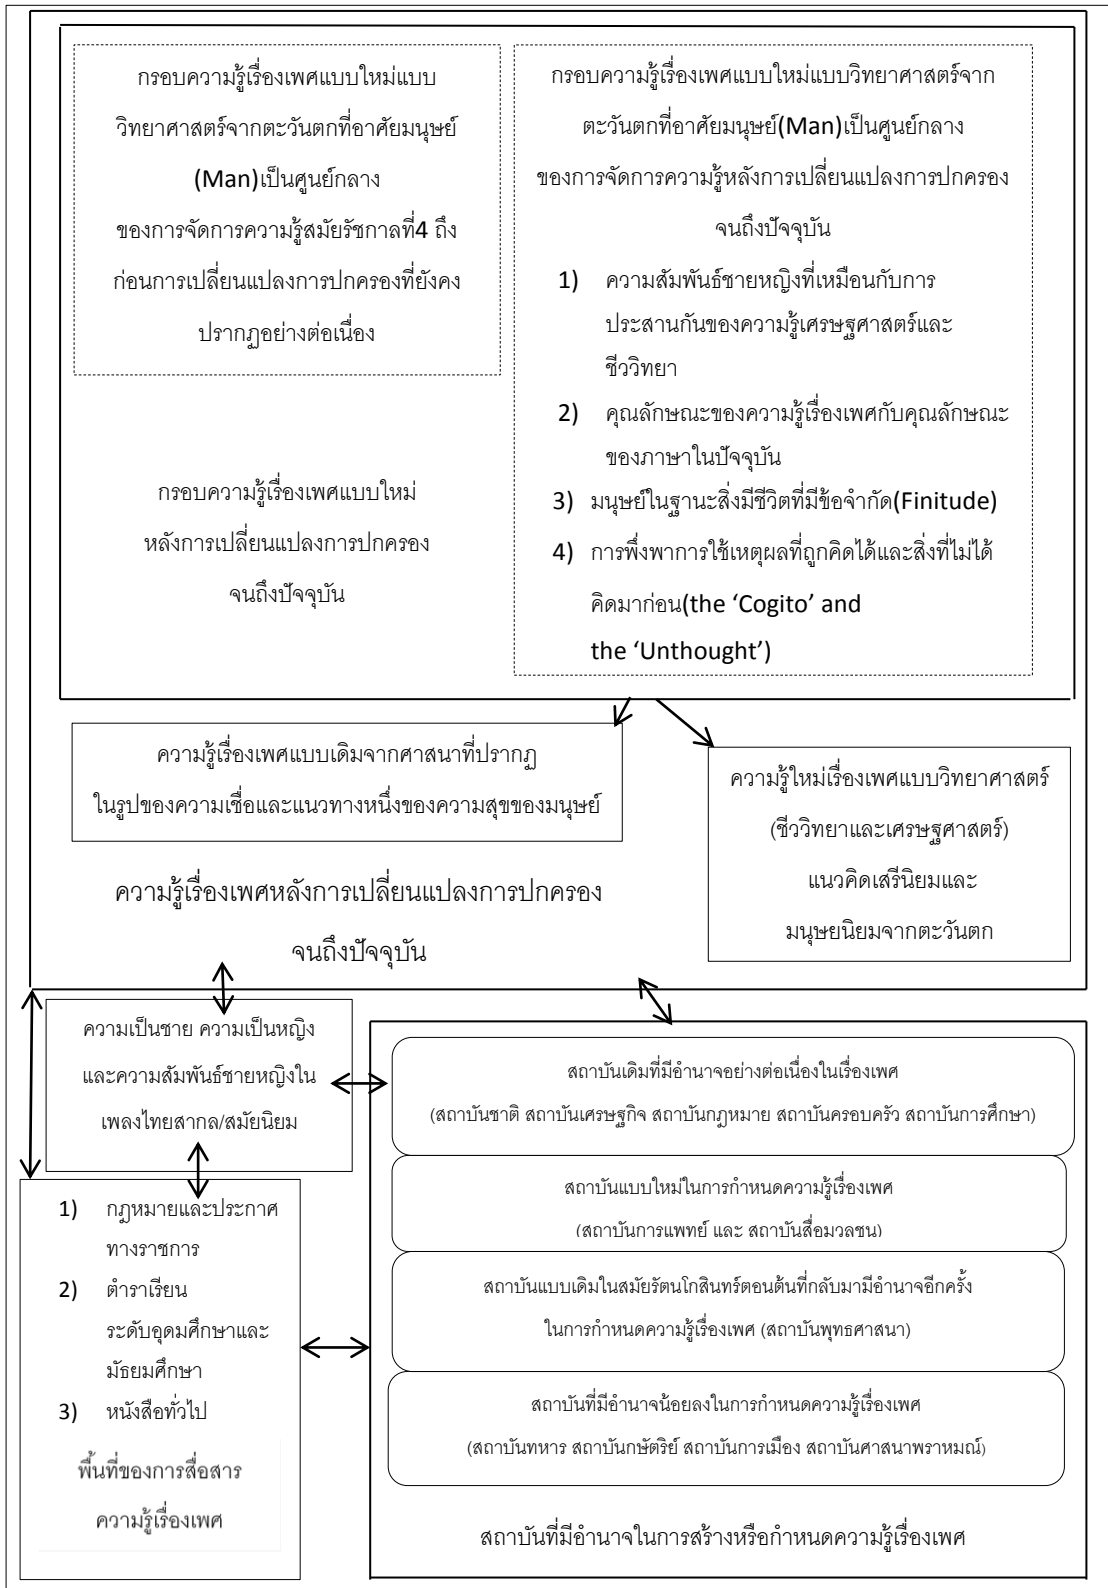 กรอบความรู้เรื่องเพศแบบใหม่แบบ
วิทยาศาสตร์จากตะวันตกที่อาศัยมนุษย์
(Man)เป็นศูนย์กลาง
ของการจัดการความรู้สมัยรัชกาลที่4 ถึง
ก่อนการเปลี่ยนแปลงการปกครองที่ยังคง
ปรากฏอย่างต่อเนื่อง
กรอบความรู้เรื่องเพศแบบใหม่แบบวิทยาศาสตร์จาก
ตะวันตกที่อาศัยมนุษย์(Man)เป็นศูนย์กลาง
ของการจัดการความรู้หลังการเปลี่ยนแปลงการปกครอง
จนถึงปัจจุบัน
1) ความสัมพันธ์ชายหญิงที่เหมือนกับการ
ประสานกันของความรู้เศรษฐศาสตร์และ
ชีววิทยา
2) คุณลักษณะของความรู้เรื่องเพศกับคุณลักษณะ
ของภาษาในปัจจุบัน
3) มนุษย์ในฐานะสิ่งมีชีวิตที่มีข้อจำกัด(Finitude)
4) การพึ่งพาการใช้เหตุผลที่ถูกคิดได้และสิ่งที่ไม่ได้
คิดมาก่อน(the ‘Cogito’ and
the ‘Unthought’)
กรอบความรู้เรื่องเพศแบบใหม่
หลังการเปลี่ยนแปลงการปกครอง
จนถึงปัจจุบัน
ความรู้เรื่องเพศแบบเดิมจากศาสนาที่ปรากฏ
ในรูปของความเชื่อและแนวทางหนึ่งของความสุขของมนุษย์
ความรู้ใหม่เรื่องเพศแบบวิทยาศาสตร์
(ชีววิทยาและเศรษฐศาสตร์)
แนวคิดเสรีนิยมและ
มนุษยนิยมจากตะวันตก
ความรู้เรื่องเพศหลังการเปลี่ยนแปลงการปกครอง
จนถึงปัจจุบัน
ความเป็นชาย ความเป็นหญิง
และความสัมพันธ์ชายหญิงใน
เพลงไทยสากล/สมัยนิยม
สถาบันเดิมที่มีอำนาจอย่างต่อเนื่องในเรื่องเพศ
(สถาบันชาติ สถาบันเศรษฐกิจ สถาบันกฎหมาย สถาบันครอบครัว สถาบันการศึกษา)
สถาบันแบบใหม่ในการกำหนดความรู้เรื่องเพศ
(สถาบันการแพทย์ และ สถาบันสื่อมวลชน)
สถาบันแบบเดิมในสมัยรัตนโกสินทร์ตอนต้นที่กลับมามีอำนาจอีกครั้ง
ในการกำหนดความรู้เรื่องเพศ (สถาบันพุทธศาสนา)
สถาบันที่มีอำนาจน้อยลงในการกำหนดความรู้เรื่องเพศ
(สถาบันทหาร สถาบันกษัตริย์ สถาบันการเมือง สถาบันศาสนาพราหมณ์)
สถาบันที่มีอำนาจในการสร้างหรือกำหนดความรู้เรื่องเพศ
1) กฎหมายและประกาศ
ทางราชการ
2) ตำราเรียน
ระดับอุดมศึกษาและ
มัธยมศึกษา
3) หนังสือทั่วไป
พื้นที่ของการสื่อสาร
ความรู้เรื่องเพศ